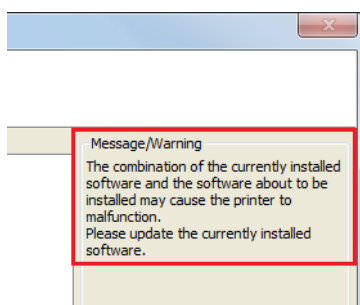 Message/Warning
The combination of the currently installed
software and the software about to be
installed may cause the printer to
malfunction.
Please update the currently installed
software.